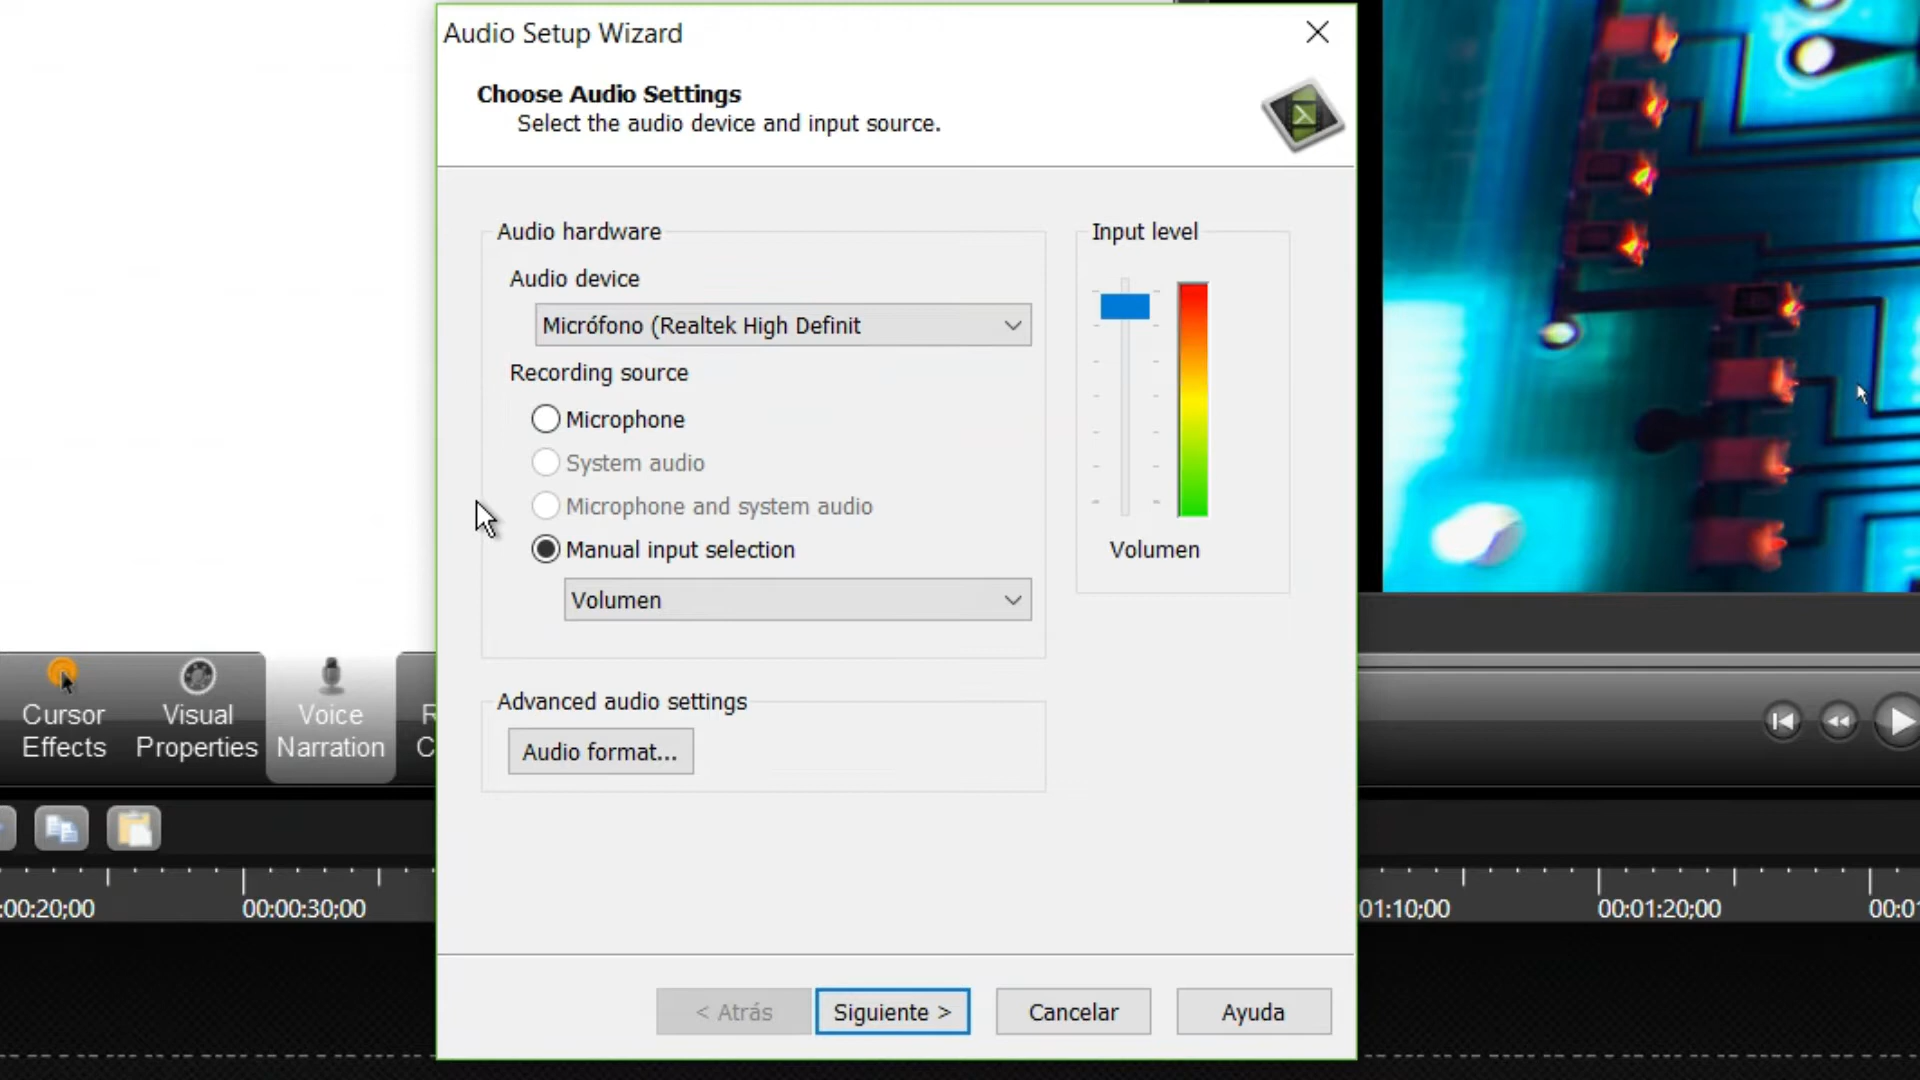 Audio Setup Wizard
Choose Audio Settings
Select the audio device and input source.
Audio hardware
Audio device
Micrófono (Realtek High Definit
Recording source
Microphone
System audio
Microphone and system audio
Manual input selection
Volumen
Input level
Volumen
Advanced audio settings
Audio format...
< Atrás
Siguiente >
Cancelar
Ayuda
Cursor
Effects
Visual
Properties
Voice
Narration
:00:20;00
00:00:30;00
01:10;00
00:01:20;00